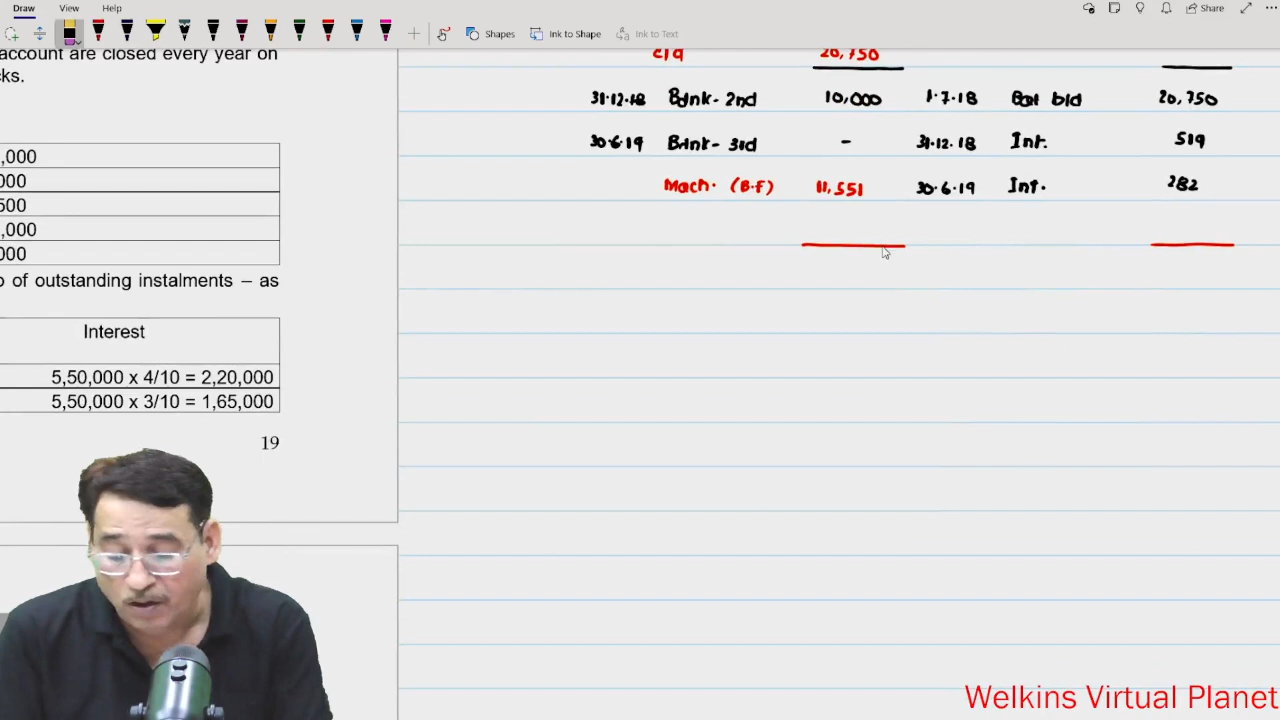 Draw View Help
Share
Shapes Ink to Shape Ink to Text
account are closed every year on
cks.
,000
000
500
,000
000
o of outstanding instalments – as
Interest
5,50,000 x 4/10 = 2,20,000
5,50,000 x 3/10 = 1,65,000
19
c/d 20,750
31·12·18 Bank- 2nd 10,000 1·7·18 Bal b/d 20,750
30·6·19 Bank- 3rd - 31·12·18 Int. 519
Mach. (B.F) 11,551 30·6·19 Int. 282
Welkins Virtual Planet